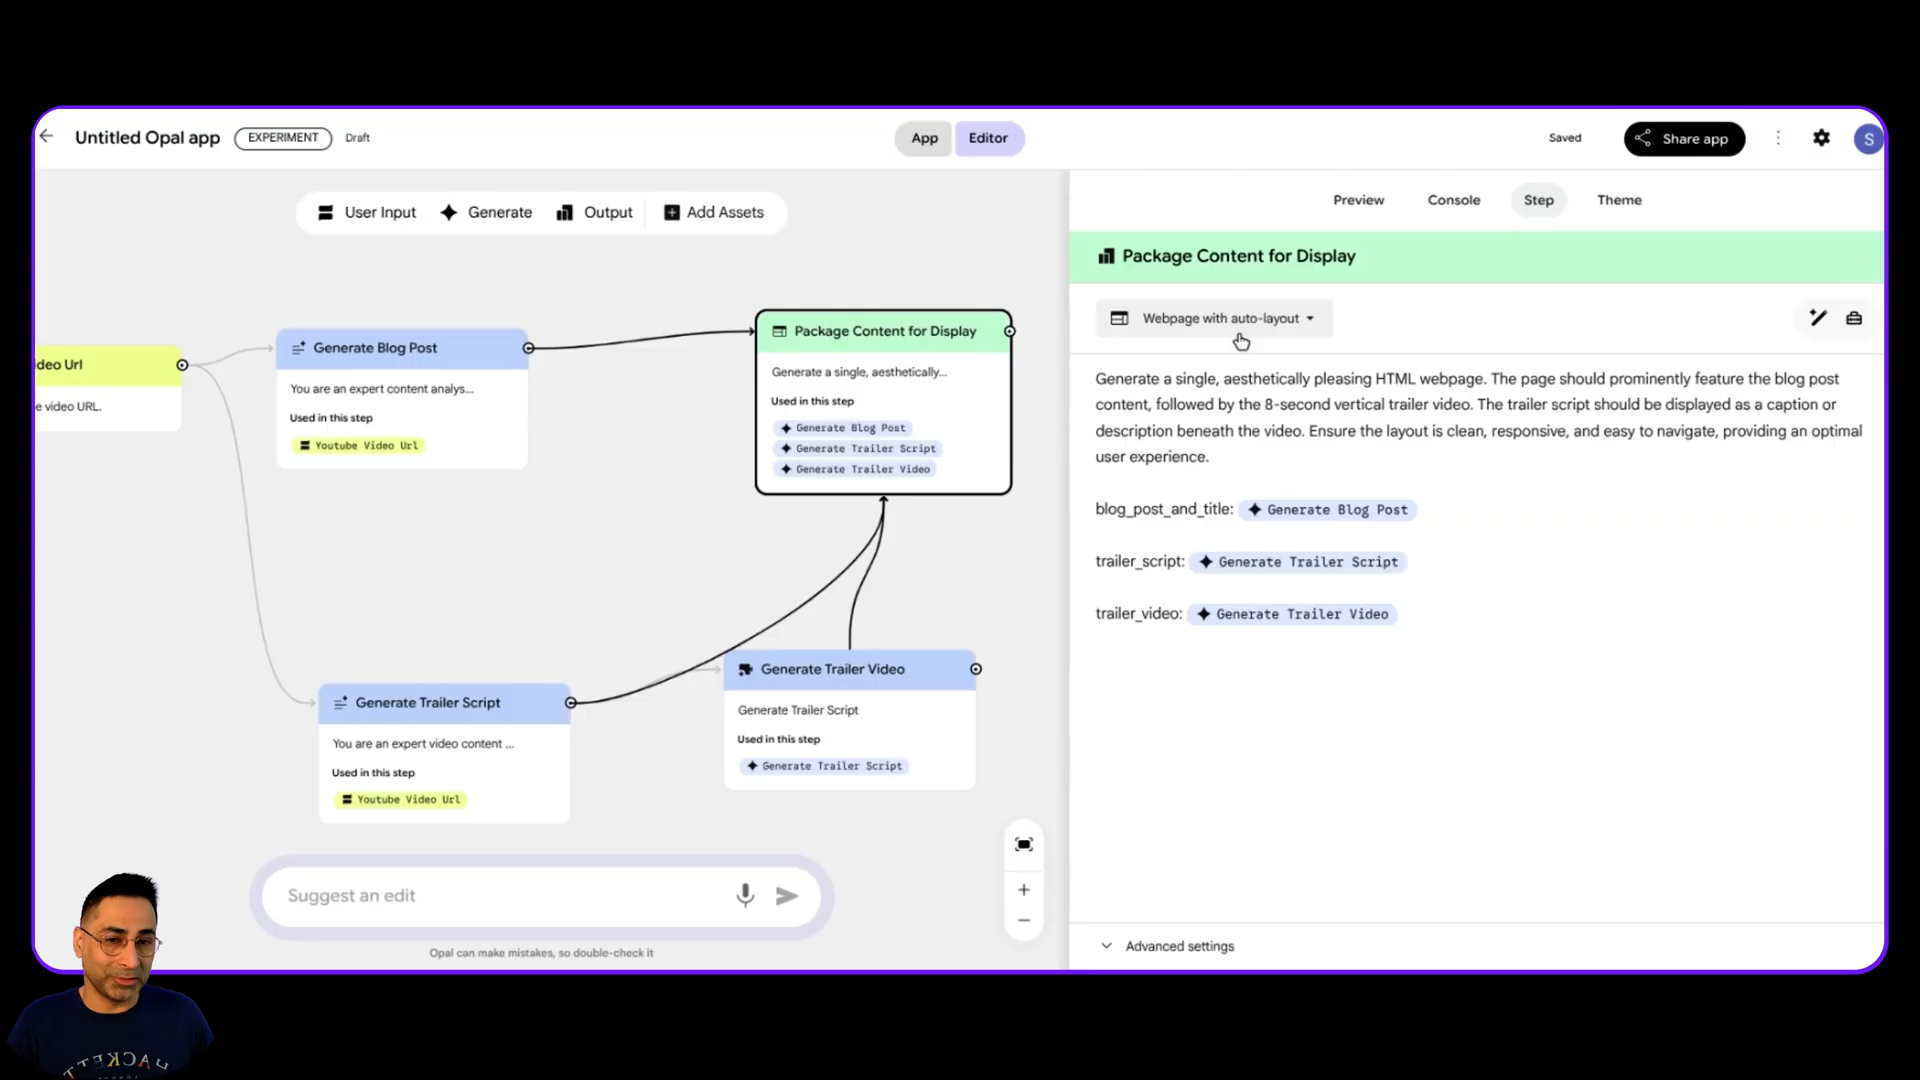 Untitled Opal app
EXPERIMENT
Draft
App
Editor
Saved
Share app
S
User Input
Generate
Output
Add Assets
Preview
Console
Step
Theme
Package Content for Display
Webpage with auto-layout
Generate a single, aesthetically pleasing HTML webpage. The page should prominently feature the blog post
content, followed by the 8-second vertical trailer video. The trailer script should be displayed as a caption or
description beneath the video. Ensure the layout is clean, responsive, and easy to navigate, providing an optimal
user experience.
blog_post_and_title: Generate Blog Post
trailer_script: Generate Trailer Script
trailer_video: Generate Trailer Video
Advanced settings
deo Url
e video URL.
Generate Blog Post
You are an expert content analys...
Used in this step
Youtube Video Url
Package Content for Display
Generate a single, aesthetically...
Used in this step
Generate Blog Post
Generate Trailer Script
Generate Trailer Video
Generate Trailer Script
You are an expert video content ...
Used in this step
Youtube Video Url
Generate Trailer Video
Generate Trailer Script
Used in this step
Generate Trailer Script
Suggest an edit
Opal can make mistakes, so double-check it
HACKETT